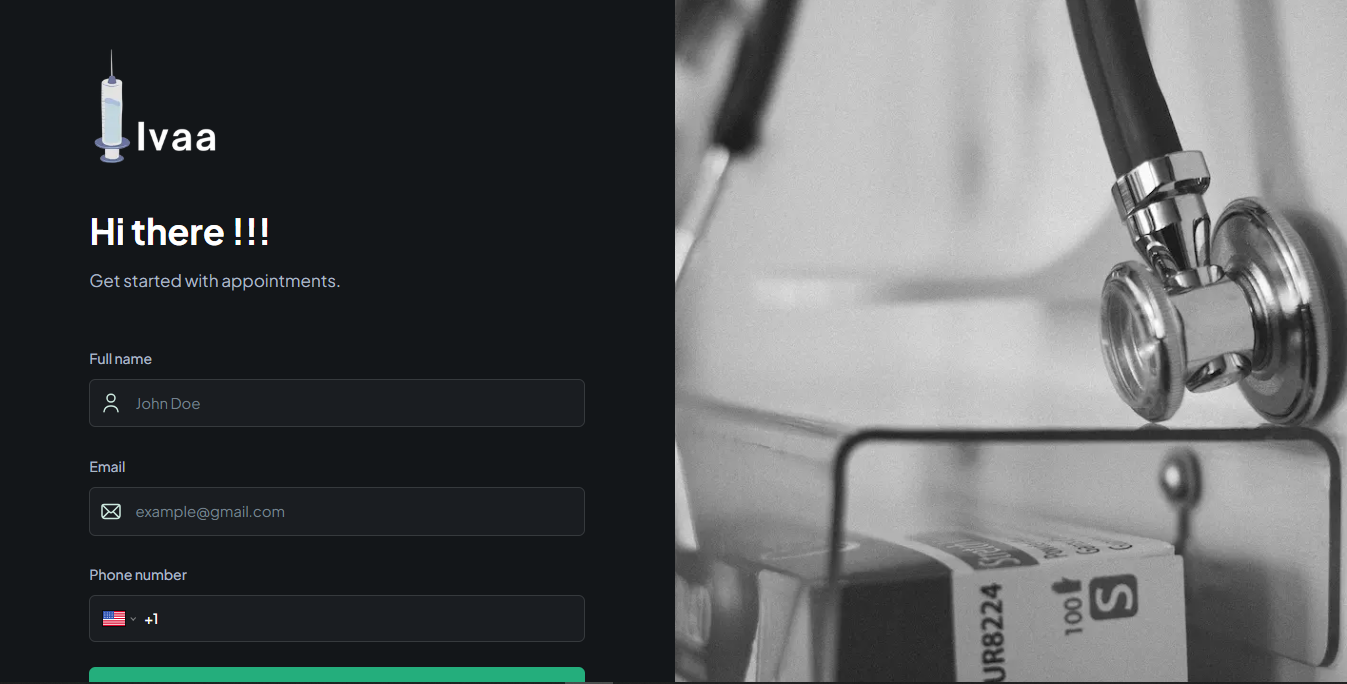 Ivaa
Hi there !!!
Get started with appointments.
Full name
John Doe
Email
example@gmail.com
Phone number
+1
UR8224
100
S